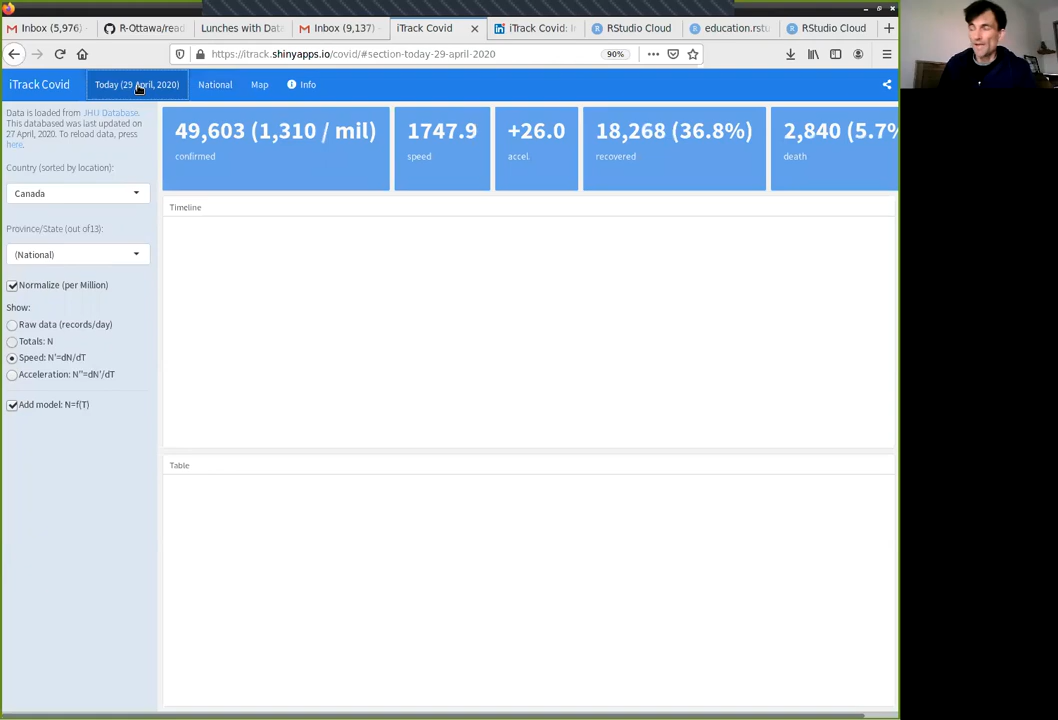 Inbox (5,976)
R-Ottawa/read
Lunches with Dat
Inbox (9,137)
iTrack Covid
iTrack Covid: I
RStudio Cloud
education.rstu
RStudio Cloud
https://itrack.shinyapps.io/covid/#section-today-29-april-2020
90%
iTrack Covid
Today (29 April, 2020)
National
Map
Info
Data is loaded from JHU Database.
This databased was last updated on
27 April, 2020. To reload data, press
here.
Country (sorted by location):
Canada
Province/State (out of13):
(National)
Normalize (per Million)
Show:
Raw data (records/day)
Totals: N
Speed: N'=dN/dT
Acceleration: N''=dN'/dT
Add model: N=f(T)
49,603 (1,310 / mil)
confirmed
1747.9
speed
+26.0
accel
18,268 (36.8%)
recovered
2,840 (5.7%
death
Timeline
Table